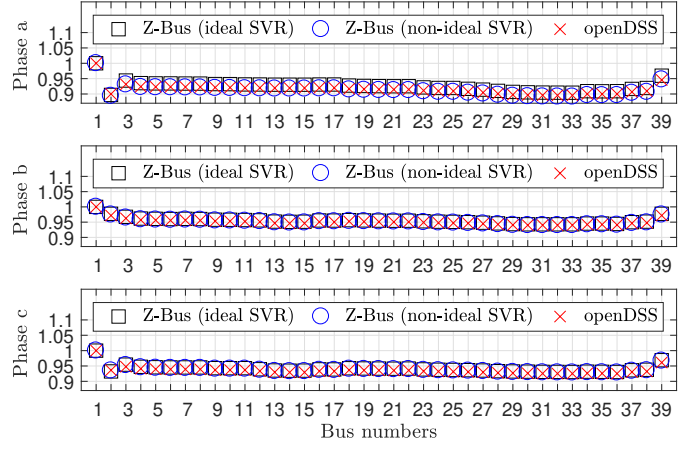 Phase a
Z-Bus (ideal SVR) Z-Bus (non-ideal SVR) openDSS
1.1
1.05
1
0.95
0.9
1 3 5 7 9 11 13 15 17 19 21 23 25 27 29 31 33 35 37 39
Phase b
Z-Bus (ideal SVR) Z-Bus (non-ideal SVR) openDSS
1.1
1.05
1
0.95
0.9
1 3 5 7 9 11 13 15 17 19 21 23 25 27 29 31 33 35 37 39
Phase c
Z-Bus (ideal SVR) Z-Bus (non-ideal SVR) openDSS
1.1
1.05
1
0.95
0.9
1 3 5 7 9 11 13 15 17 19 21 23 25 27 29 31 33 35 37 39
Bus numbers